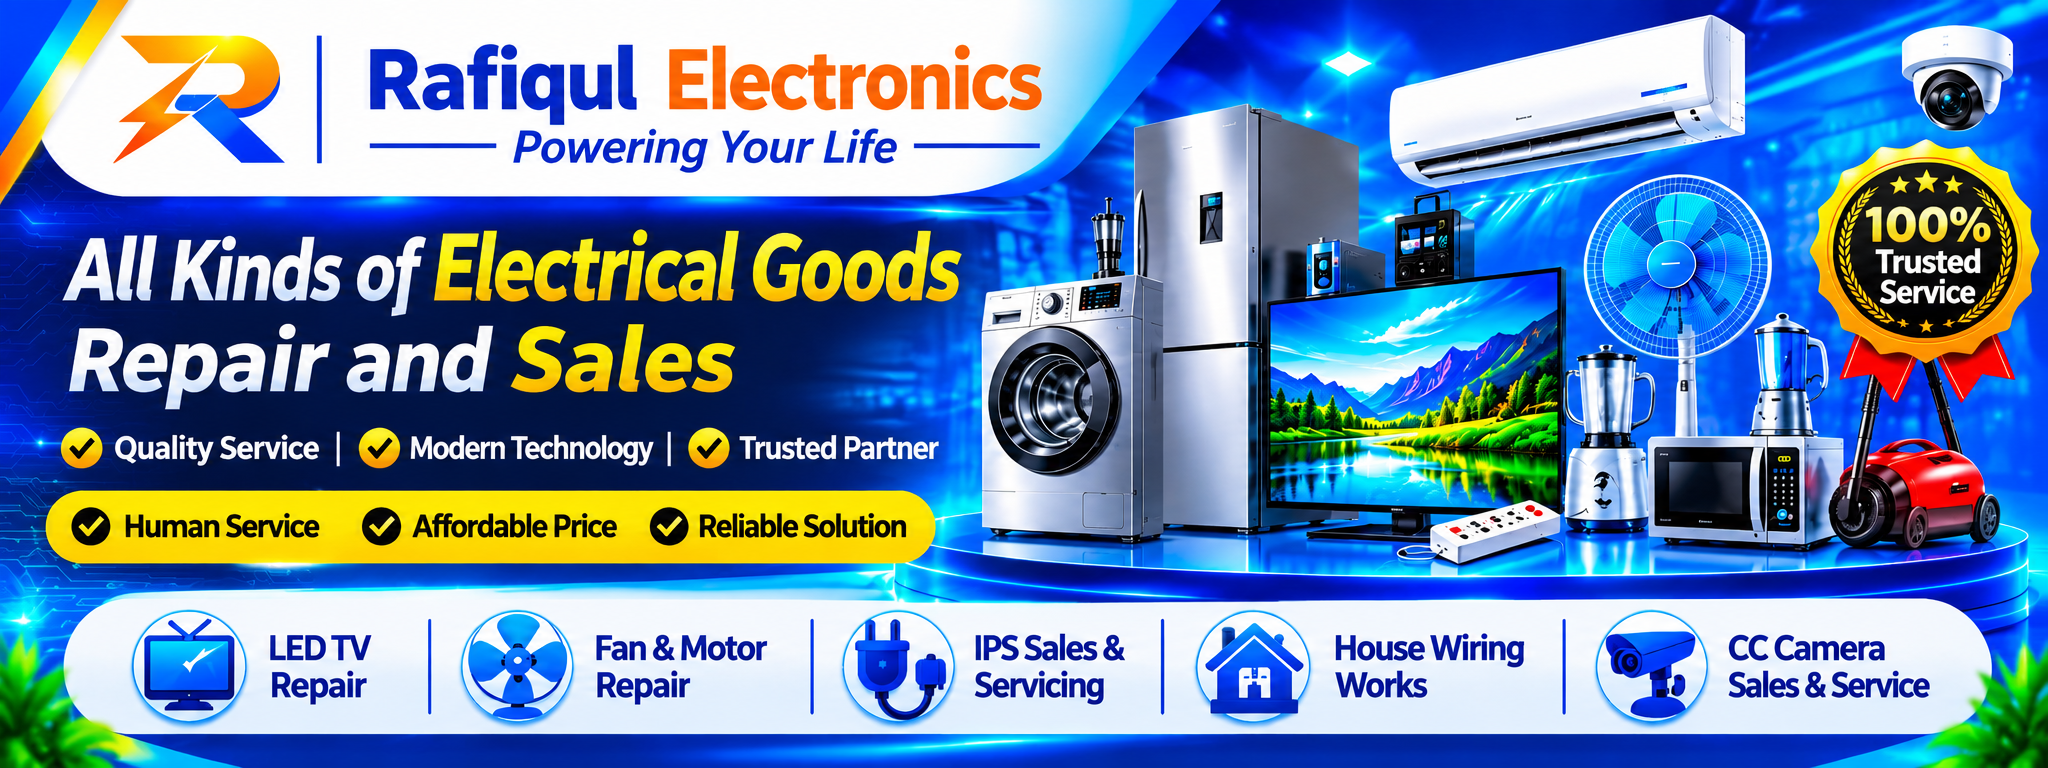 Rafiqul Electronics
Powering Your Life
All Kinds of Electrical Goods
Repair and Sales
Quality Service | Modern Technology | Trusted Partner
Human Service Affordable Price Reliable Solution
100%
Trusted
Service
LED TV
Repair
Fan & Motor
Repair
IPS Sales &
Servicing
House Wiring
Works
CC Camera
Sales & Service